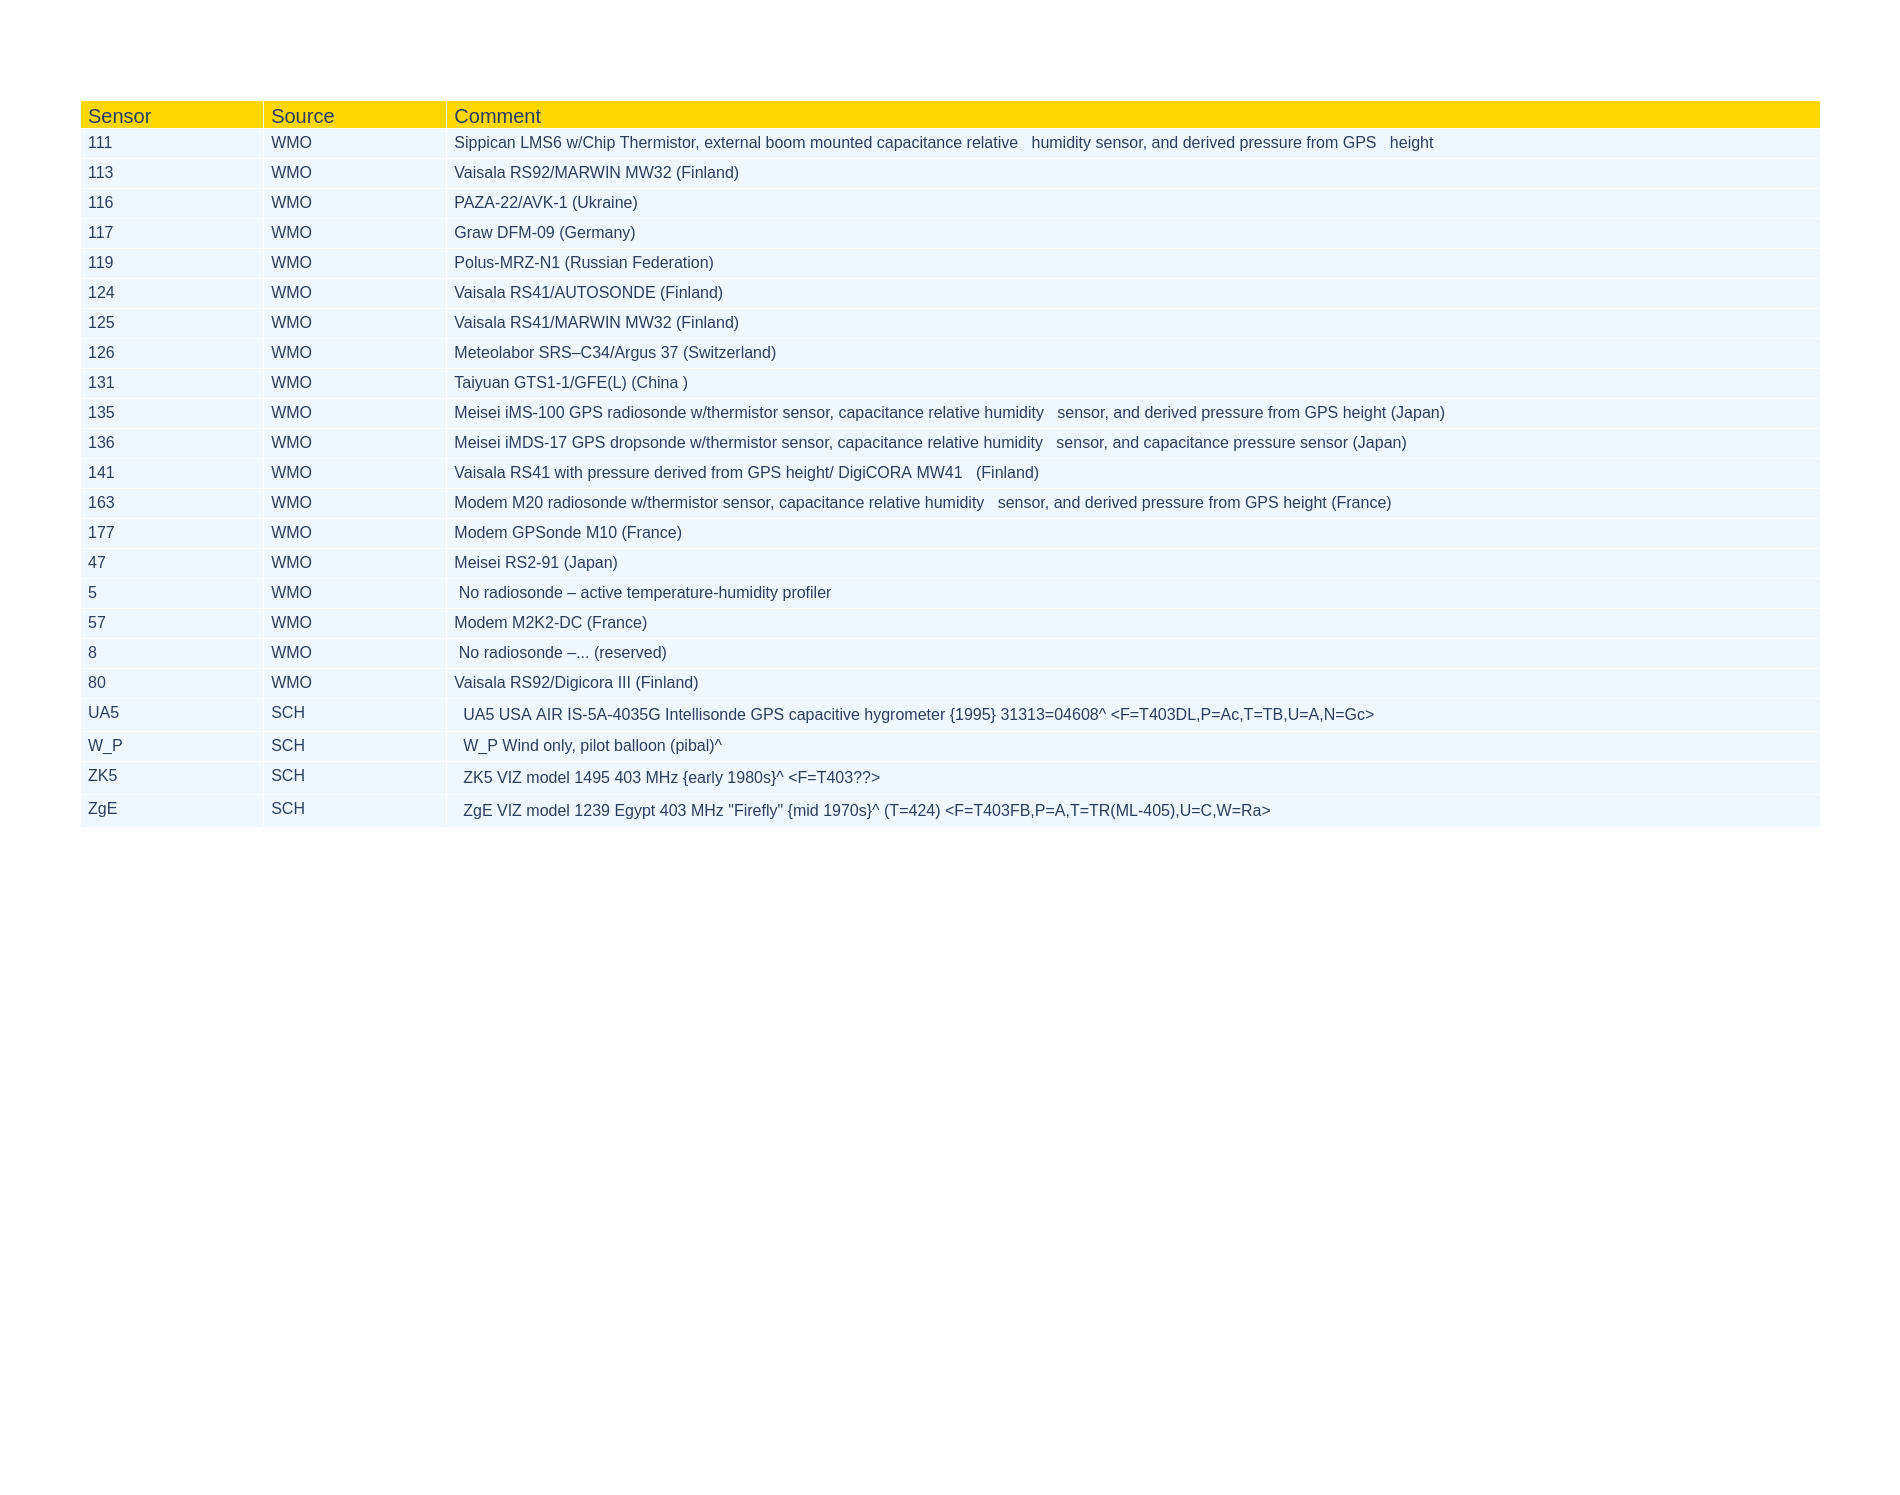 Sensor Source Comment
111 WMO Sippican LMS6 w/Chip Thermistor, external boom mounted capacitance relative   humidity sensor, and derived pressure from GPS   height
113 WMO Vaisala RS92/MARWIN MW32 (Finland)
116 WMO PAZA-22/AVK-1 (Ukraine)
117 WMO Graw DFM-09 (Germany)
119 WMO Polus-MRZ-N1 (Russian Federation)
124 WMO Vaisala RS41/AUTOSONDE (Finland)
125 WMO Vaisala RS41/MARWIN MW32 (Finland)
126 WMO Meteolabor SRS–C34/Argus 37 (Switzerland)
131 WMO Taiyuan GTS1-1/GFE(L) (China )
135 WMO Meisei iMS-100 GPS radiosonde w/thermistor sensor, capacitance relative humidity   sensor, and derived pressure from GPS height (Japan)
136 WMO Meisei iMDS-17 GPS dropsonde w/thermistor sensor, capacitance relative humidity   sensor, and capacitance pressure sensor (Japan)
141 WMO Vaisala RS41 with pressure derived from GPS height/ DigiCORA MW41   (Finland)
163 WMO Modem M20 radiosonde w/thermistor sensor, capacitance relative humidity   sensor, and derived pressure from GPS height (France)
177 WMO Modem GPSonde M10 (France)
47 WMO Meisei RS2-91 (Japan)
5 WMO No radiosonde – active temperature-humidity profiler
57 WMO Modem M2K2-DC (France)
8 WMO No radiosonde –... (reserved)
80 WMO Vaisala RS92/Digicora III (Finland)
UA5 SCH UA5 USA AIR IS-5A-4035G Intellisonde GPS capacitive hygrometer {1995} 31313=04608^ <F=T403DL,P=Ac,T=TB,U=A,N=Gc>
W_P SCH W_P Wind only, pilot balloon (pibal)^
ZK5 SCH ZK5 VIZ model 1495 403 MHz {early 1980s}^ <F=T403??>
ZgE SCH ZgE VIZ model 1239 Egypt 403 MHz "Firefly" {mid 1970s}^ (T=424) <F=T403FB,P=A,T=TR(ML-405),U=C,W=Ra>